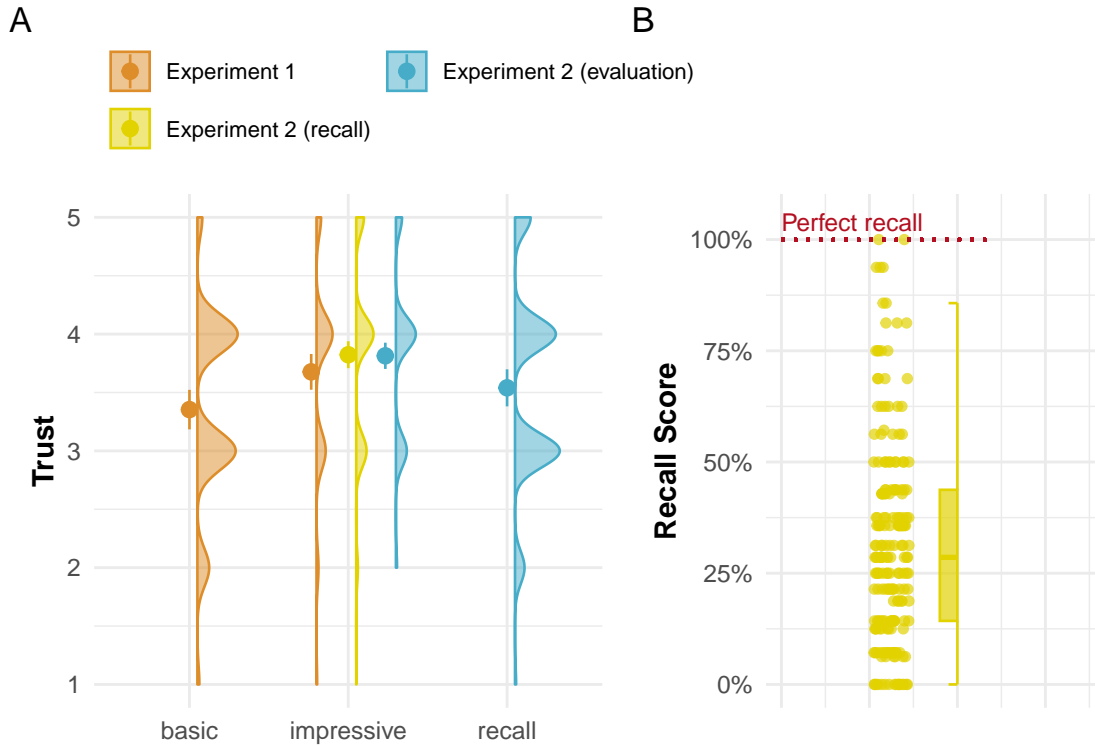 A
Experiment 1
Experiment 2 (evaluation)
Experiment 2 (recall)
Trust
5
4
3
2
1
basic
impressive
recall
B
Recall Score
Perfect recall
100%
75%
50%
25%
0%